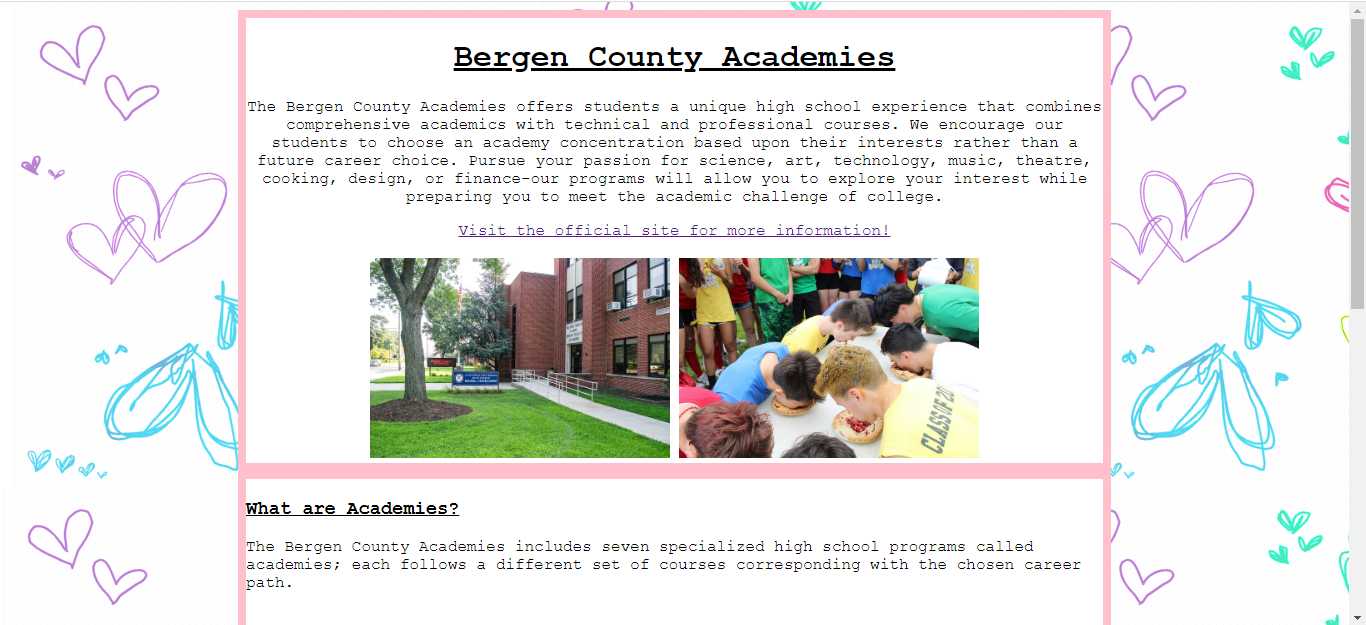 Bergen County Academies
The Bergen County Academies offers students a unique high school experience that combines
comprehensive academics with technical and professional courses. We encourage our
students to choose an academy concentration based upon their interests rather than a
future career choice. Pursue your passion for science, art, technology, music, theatre,
cooking, design, or finance-our programs will allow you to explore your interest while
preparing you to meet the academic challenge of college.
Visit the official site for more information!
CLASS OF 20
What are Academies?
The Bergen County Academies includes seven specialized high school programs called
academies; each follows a different set of courses corresponding with the chosen career
path.